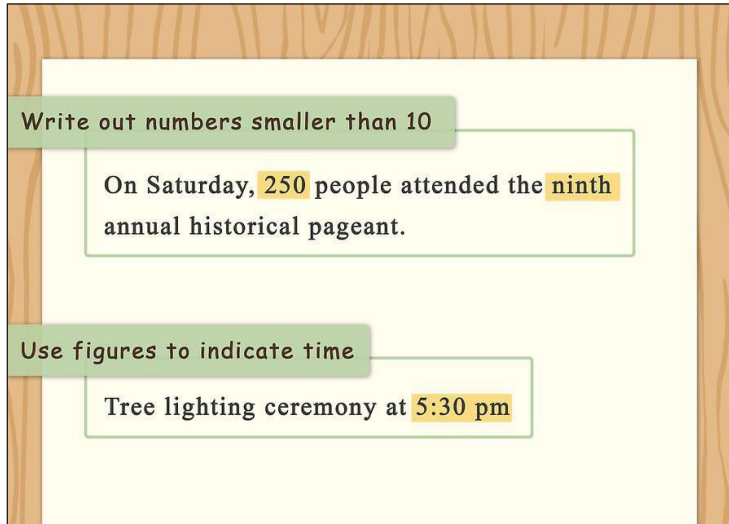 Write out numbers smaller than 10
On Saturday, 250 people attended the ninth
annual historical pageant.
Use figures to indicate time
Tree lighting ceremony at 5:30 pm